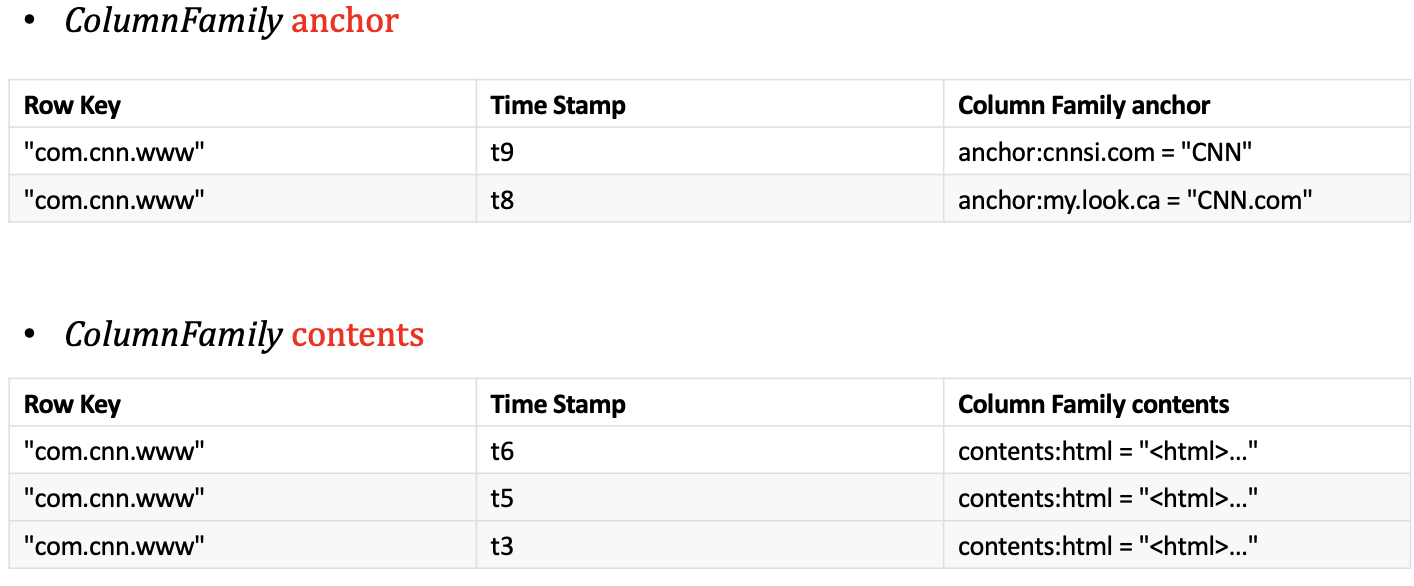 • ColumnFamily anchor
Row Key Time Stamp Column Family anchor
"com.cnn.www" t9 anchor:cnnsi.com = "CNN"
"com.cnn.www" t8 anchor:my.look.ca = "CNN.com"
• ColumnFamily contents
Row Key Time Stamp Column Family contents
"com.cnn.www" t6 contents:html = "<html>..."
"com.cnn.www" t5 contents:html = "<html>..."
"com.cnn.www" t3 contents:html = "<html>..."